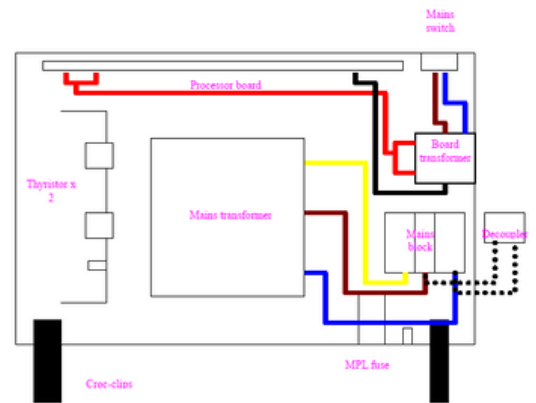 Mains
switch
Processor board
Board
transformer
Thyristor x
2
Mains transformer
Mains
block
Decoupler
MPL fuse
Croc-clips